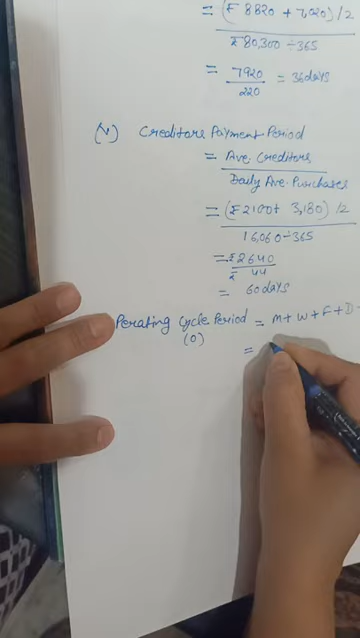 = (₹ 8820 + 7,020) / 2
₹ 80,300 ÷ 365
= 7920 / 220 = 36 days
(v) Creditors Payment Period
= Ave. Creditors
Daily Ave. Purchases
= (₹ 2100 + 3,180) / 2
16,060 ÷ 365
= ₹ 2640
₹ 44
= 60 days
Perating Cycle Period = M + W + F + D -
(O)
=